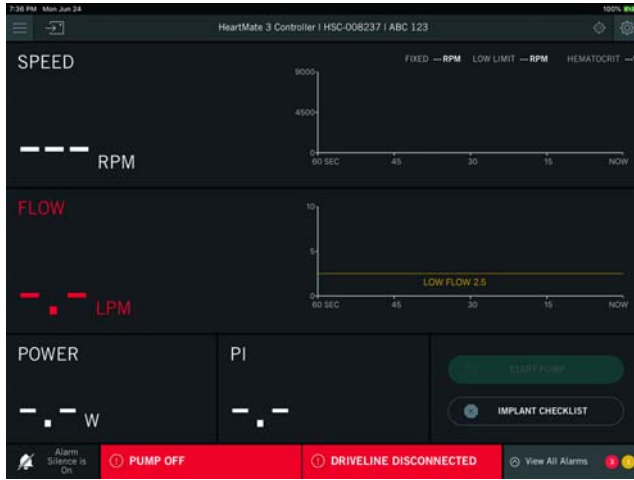 7:36 PM Mon Jun 24 100%
HeartMate 3 Controller I HSC-008237 I ABC 123
SPEED
FIXED --- RPM LOW LIMIT --- RPM HEMATOCRIT ---
9000
4500
0
--- RPM
60 SEC 45 30 15 NOW
FLOW
10
5
LOW FLOW 2.5
0
-.- LPM
60 SEC 45 30 15 NOW
POWER
-.- W
PI
-.-
START PUMP
IMPLANT CHECKLIST
Alarm
Silence is
On
PUMP OFF
DRIVELINE DISCONNECTED
View All Alarms